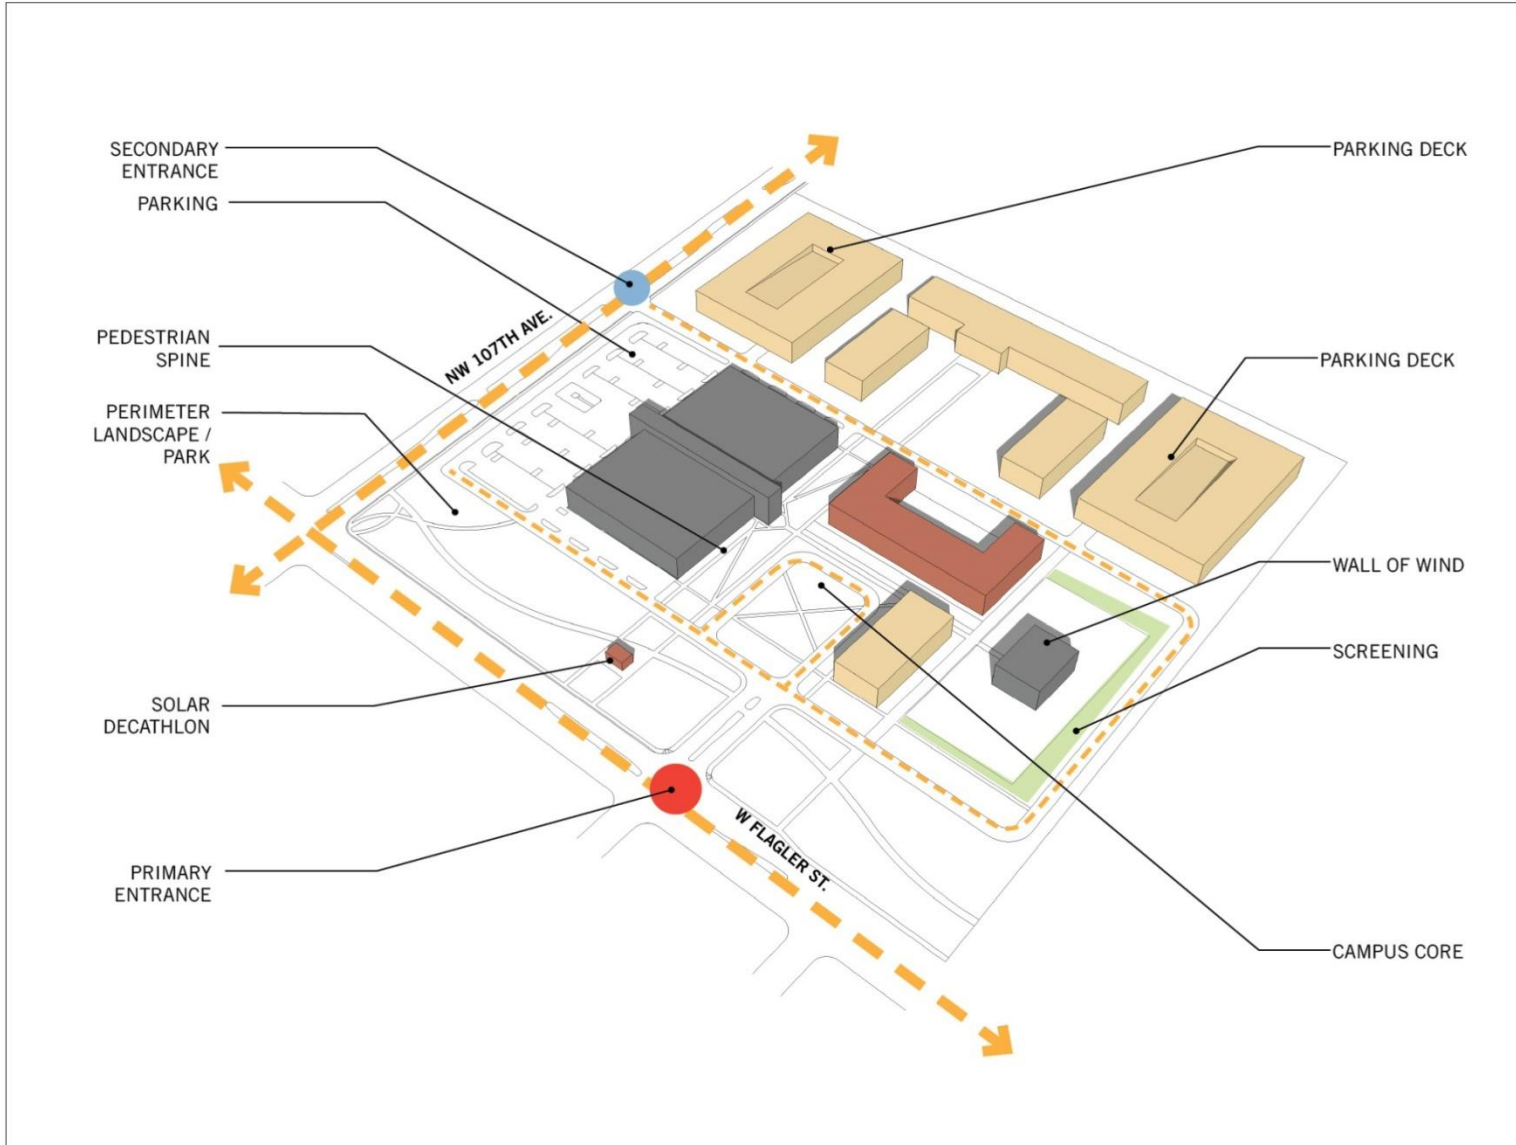 SECONDARY
ENTRANCE
PARKING
PEDESTRIAN
SPINE
PERIMETER
LANDSCAPE /
PARK
SOLAR
DECATHLON
PRIMARY
ENTRANCE
NW 107TH AVE.
W FLAGLER ST.
PARKING DECK
PARKING DECK
WALL OF WIND
SCREENING
CAMPUS CORE